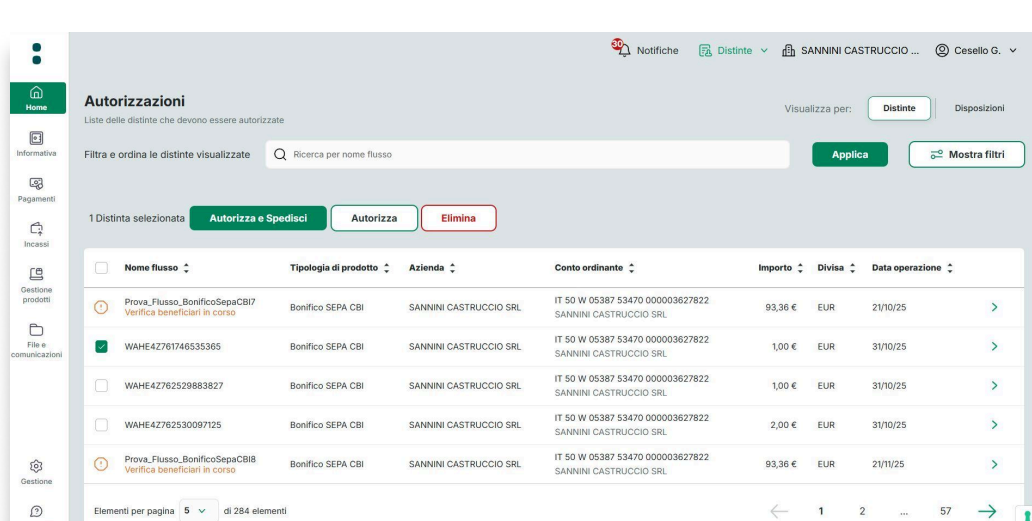 30 Notifiche Distinte SANNINI CASTRUCCIO ... Cesello G.
Home
Informativa
Pagamenti
Incassi
Gestione prodotti
File e comunicazioni
Gestione
Autorizzazioni
Liste delle distinte che devono essere autorizzate
Visualizza per: Distinte Disposizioni
Filtra e ordina le distinte visualizzate Ricerca per nome flusso Applica Mostra filtri
1 Distinta selezionata Autorizza e Spedisci Autorizza Elimina
Nome flusso Tipologia di prodotto Azienda Conto ordinante Importo Divisa Data operazione
Prova_Flusso_BonificoSepaCBI7
Verifica beneficiari in corso
Bonifico SEPA CBI SANNINI CASTRUCCIO SRL
IT 50 W 05387 53470 000003627822
SANNINI CASTRUCCIO SRL
93,36 € EUR 21/10/25
WAHE4Z761746535365 Bonifico SEPA CBI SANNINI CASTRUCCIO SRL
IT 50 W 05387 53470 000003627822
SANNINI CASTRUCCIO SRL
1,00 € EUR 31/10/25
WAHE4Z762529883827 Bonifico SEPA CBI SANNINI CASTRUCCIO SRL
IT 50 W 05387 53470 000003627822
SANNINI CASTRUCCIO SRL
1,00 € EUR 31/10/25
WAHE4Z762530097125 Bonifico SEPA CBI SANNINI CASTRUCCIO SRL
IT 50 W 05387 53470 000003627822
SANNINI CASTRUCCIO SRL
2,00 € EUR 31/10/25
Prova_Flusso_BonificoSepaCBI8
Verifica beneficiari in corso
Bonifico SEPA CBI SANNINI CASTRUCCIO SRL
IT 50 W 05387 53470 000003627822
SANNINI CASTRUCCIO SRL
93,36 € EUR 21/11/25
Elementi per pagina 5 di 284 elementi 1 2 ... 57